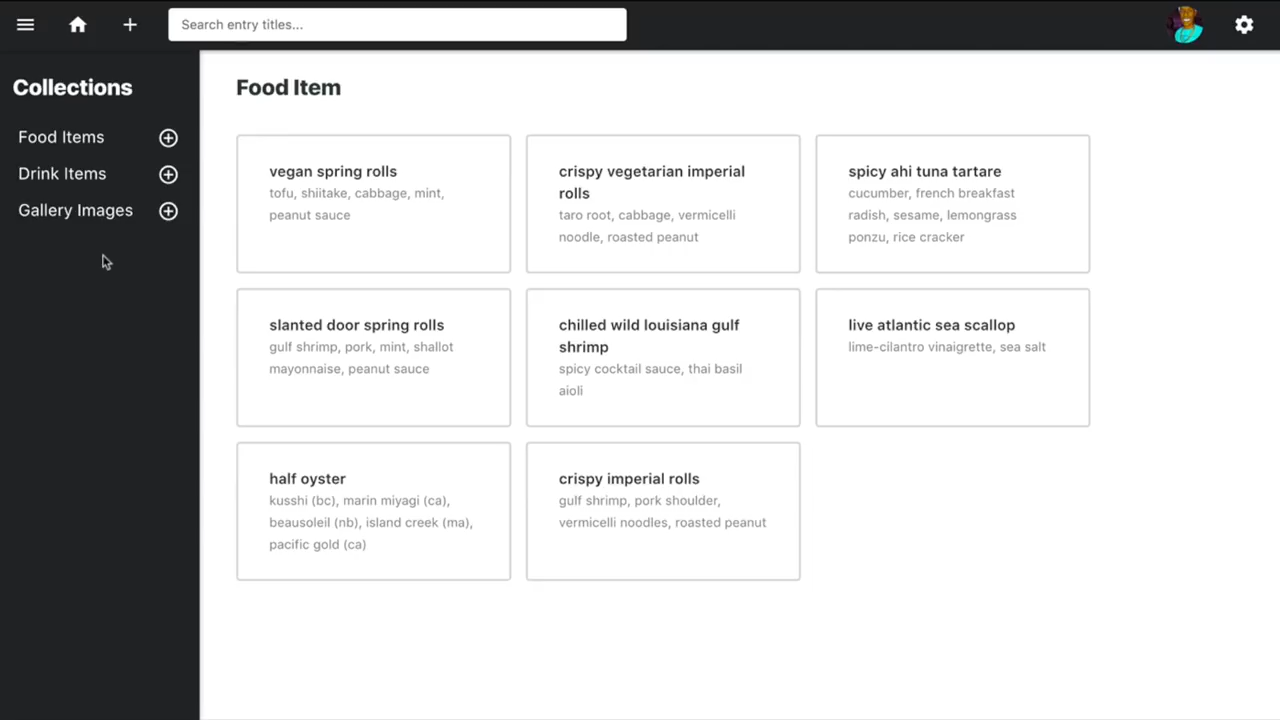 Search entry titles...
Collections
Food Items
Drink Items
Gallery Images
Food Item
vegan spring rolls
tofu, shiitake, cabbage, mint,
peanut sauce
crispy vegetarian imperial
rolls
taro root, cabbage, vermicelli
noodle, roasted peanut
spicy ahi tuna tartare
cucumber, french breakfast
radish, sesame, lemongrass
ponzu, rice cracker
slanted door spring rolls
gulf shrimp, pork, mint, shallot
mayonnaise, peanut sauce
chilled wild louisiana gulf
shrimp
spicy cocktail sauce, thai basil
aioli
live atlantic sea scallop
lime-cilantro vinaigrette, sea salt
half oyster
kusshi (bc), marin miyagi (ca),
beausoleil (nb), island creek (ma),
pacific gold (ca)
crispy imperial rolls
gulf shrimp, pork shoulder,
vermicelli noodles, roasted peanut